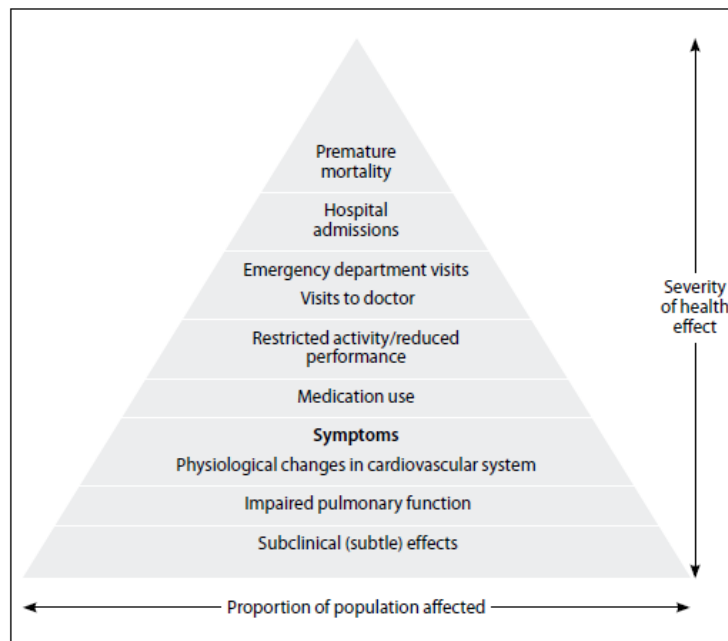 Premature
mortality
Hospital
admissions
Emergency department visits
Visits to doctor
Restricted activity/reduced
performance
Medication use
Symptoms
Physiological changes in cardiovascular system
Impaired pulmonary function
Subclinical (subtle) effects
Severity
of health
effect
Proportion of population affected